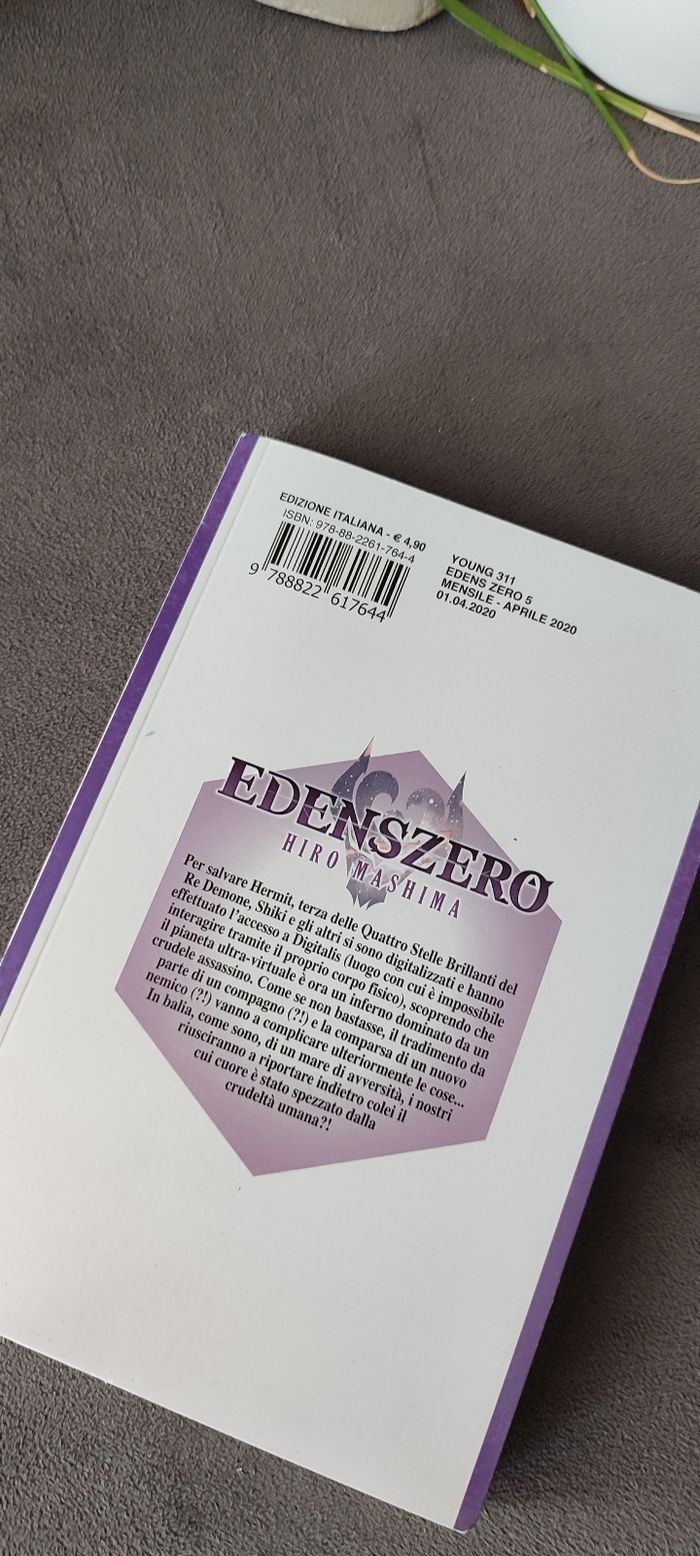 EDIZIONE ITALIANA - € 4,90
ISBN: 978-88-2261-764-4
9 788822 617644
YOUNG 311
EDENS ZERO 5
MENSILE - APRILE 2020
01.04.2020
EDENSZERO
HIRO MASHIMA
Per salvare Hermit, terza delle Quattro Stelle Brillanti del
Re Demone, Shiki e gli altri si sono digitalizzati e hanno
effettuato l'accesso a Digitalis (luogo con cui è impossibile
interagire tramite il proprio corpo fisico), scoprendo che
il pianeta ultra-virtuale è ora un inferno dominato da un
crudele assassino. Come se non bastasse, il tradimento da
parte di un compagno (?!) e la comparsa di un nuovo
nemico (?!) vanno a complicare ulteriormente le cose...
In balia, come sono, di un mare di avversità, i nostri
riusciranno a riportare indietro colei il
cui cuore è stato spezzato dalla
crudeltà umana?!